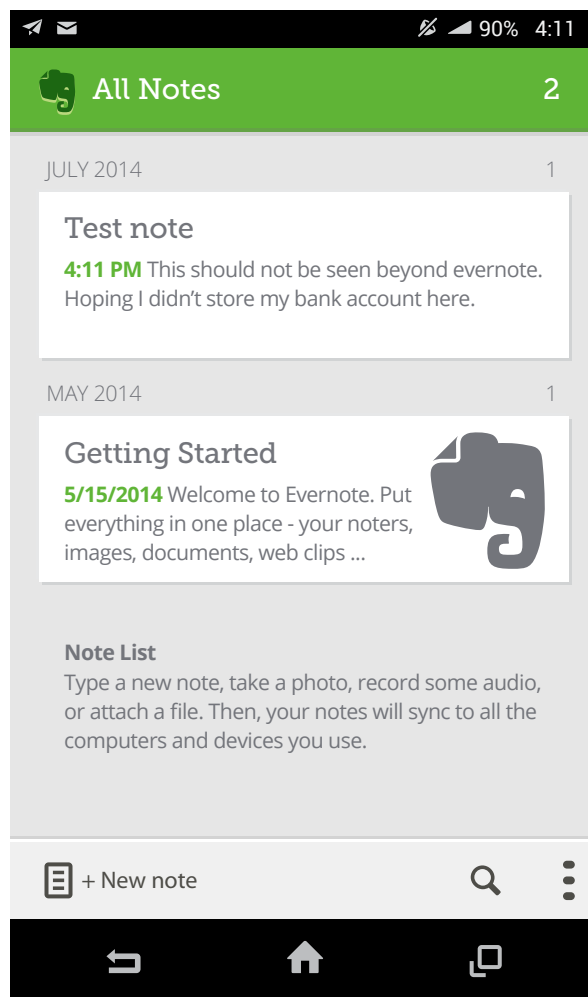 90% 4:11
All Notes 2
JULY 2014 1
Test note
4:11 PM This should not be seen beyond evernote.
Hoping I didn’t store my bank account here.
MAY 2014 1
Getting Started
5/15/2014 Welcome to Evernote. Put
everything in one place - your noters,
images, documents, web clips ...
Note List
Type a new note, take a photo, record some audio,
or attach a file. Then, your notes will sync to all the
computers and devices you use.
+ New note